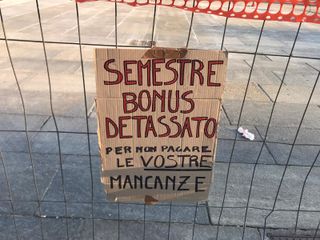 SEMESTRE
BONUS
DETASSATO
PER NON PAGARE
LE VOSTRE
MANCANZE